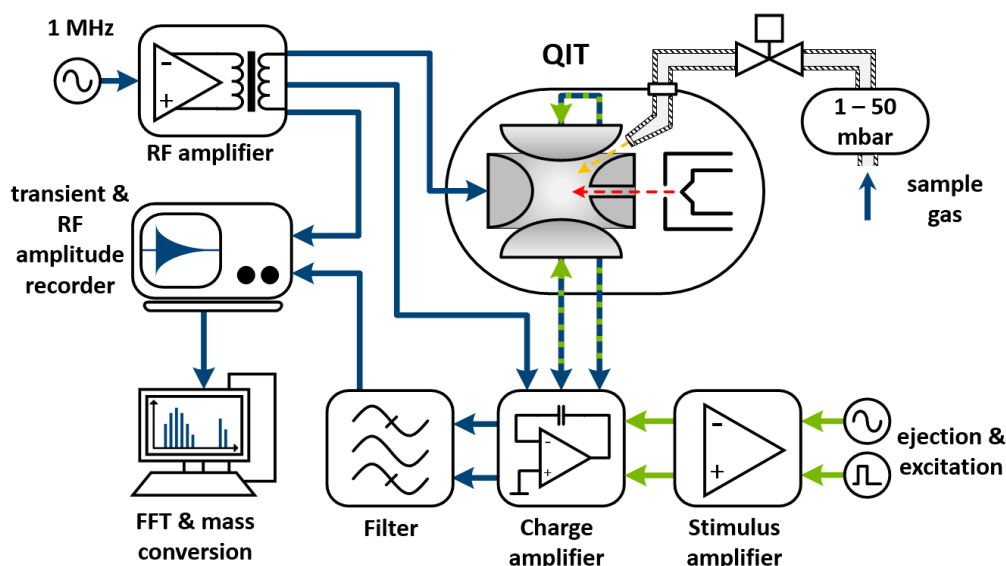 1 MHz
RF amplifier
QIT
1 – 50
mbar
sample
gas
transient &
RF
amplitude
recorder
FFT & mass
conversion
Filter
Charge
amplifier
Stimulus
amplifier
ejection &
excitation